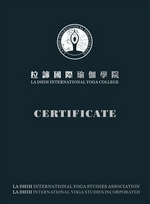 拉諦國際瑜伽學院
LA DHIH INTERNATIONAL YOGA COLLEGE
CERTIFICATE
LA DHIH INTERNATIONAL YOGA STUDIES ASSOCIATION
LA DHIH INTERNATIONAL YOGA STUDIES INCORPORATED